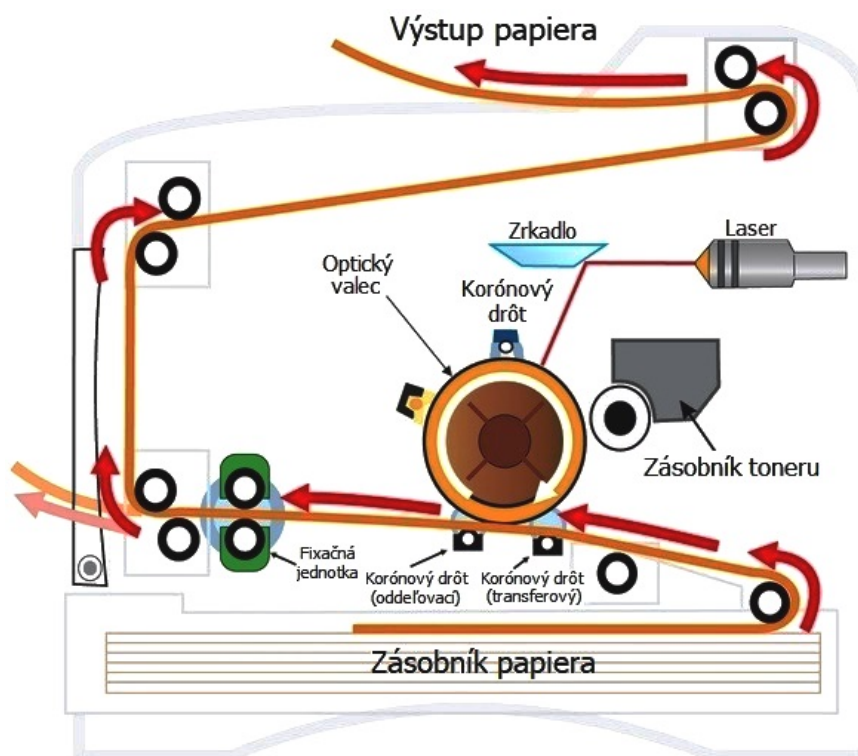 Výstup papiera
Zrkadlo
Laser
Optický
valec
Korónový
drôt
Zásobník toneru
Fixačná
jednotka
Korónový drôt
(oddeľovací)
Korónový drôt
(transferový)
Zásobník papiera